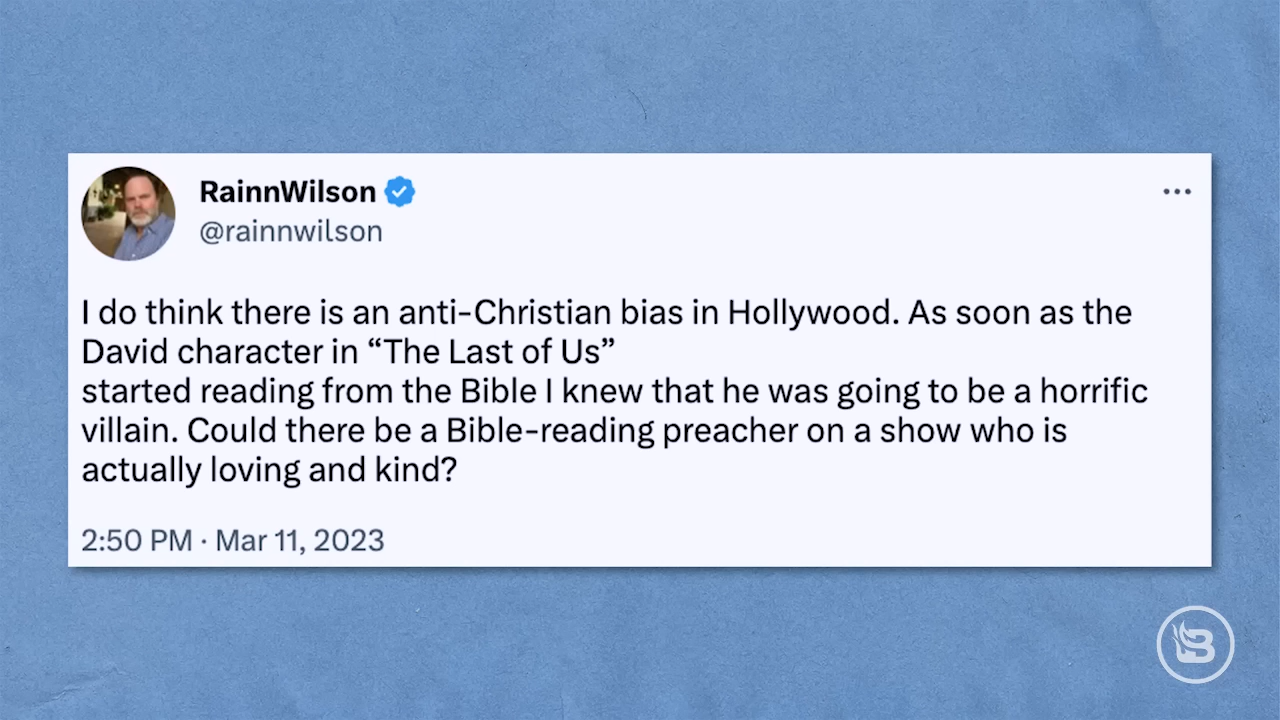 RainnWilson
@rainnwilson
I do think there is an anti-Christian bias in Hollywood. As soon as the
David character in “The Last of Us”
started reading from the Bible I knew that he was going to be a horrific
villain. Could there be a Bible-reading preacher on a show who is
actually loving and kind?
2:50 PM · Mar 11, 2023
B